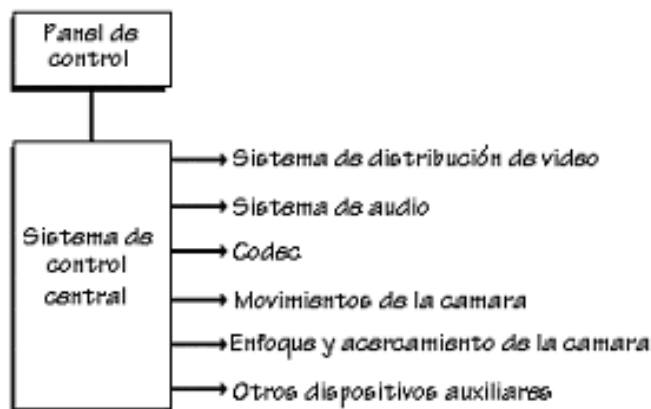 Panel de
control
Sistema de distribución de video
Sistema de audio
Sistema de
control
central
Codec
Movimientos de la camara
Enfoque y acercamiento de la camara
Otros dispositivos auxiliares